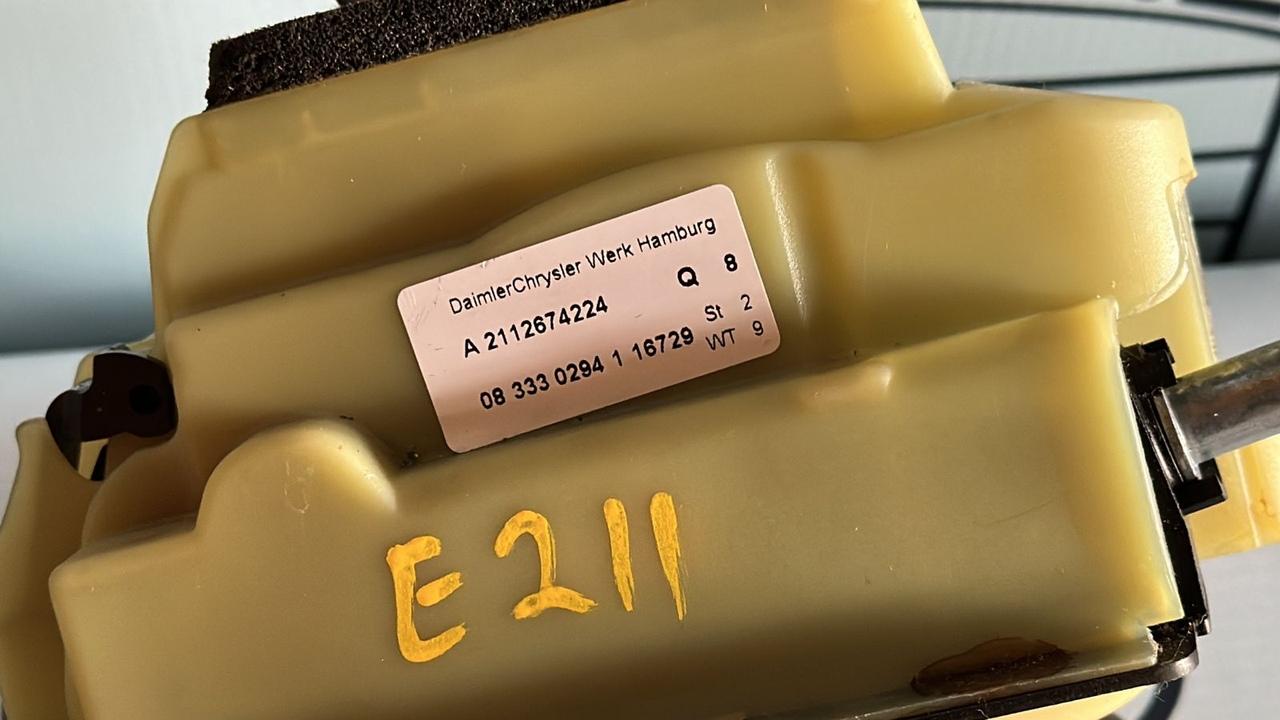 DaimlerChrysler Werk Hamburg
A 2112674224 Q 8
St 2
08 333 0294 1 16729 WT 9
E211